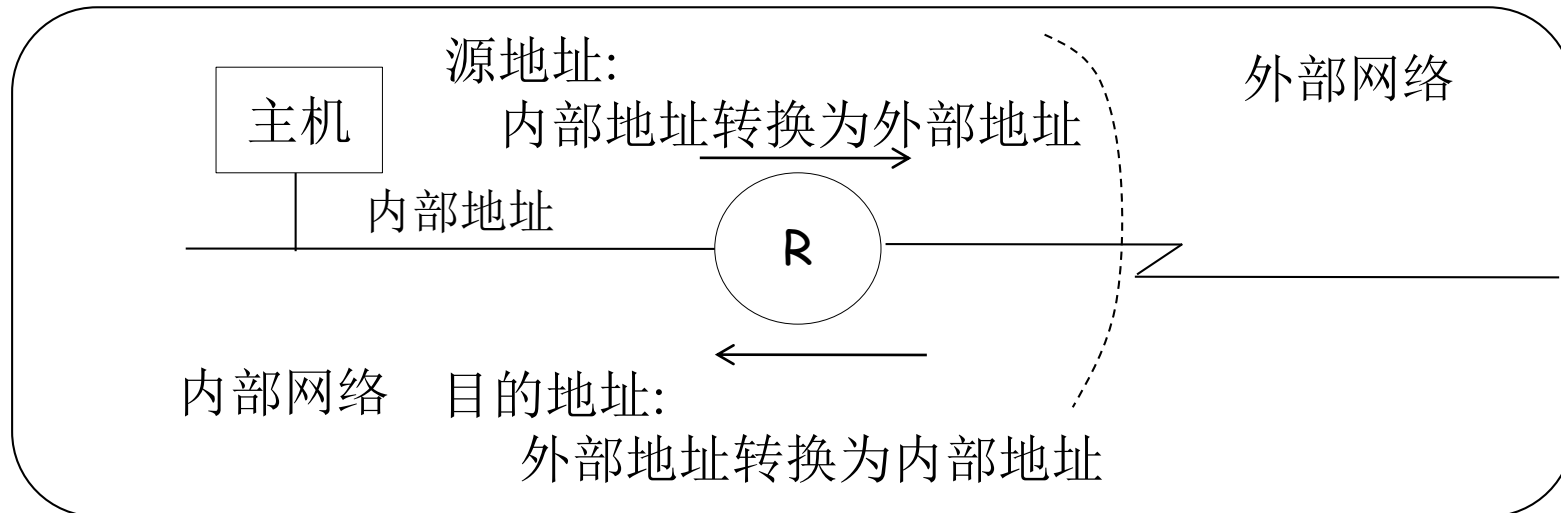 源地址:
内部地址转换为外部地址
外部网络
主机
内部地址
R
内部网络
目的地址:
外部地址转换为内部地址